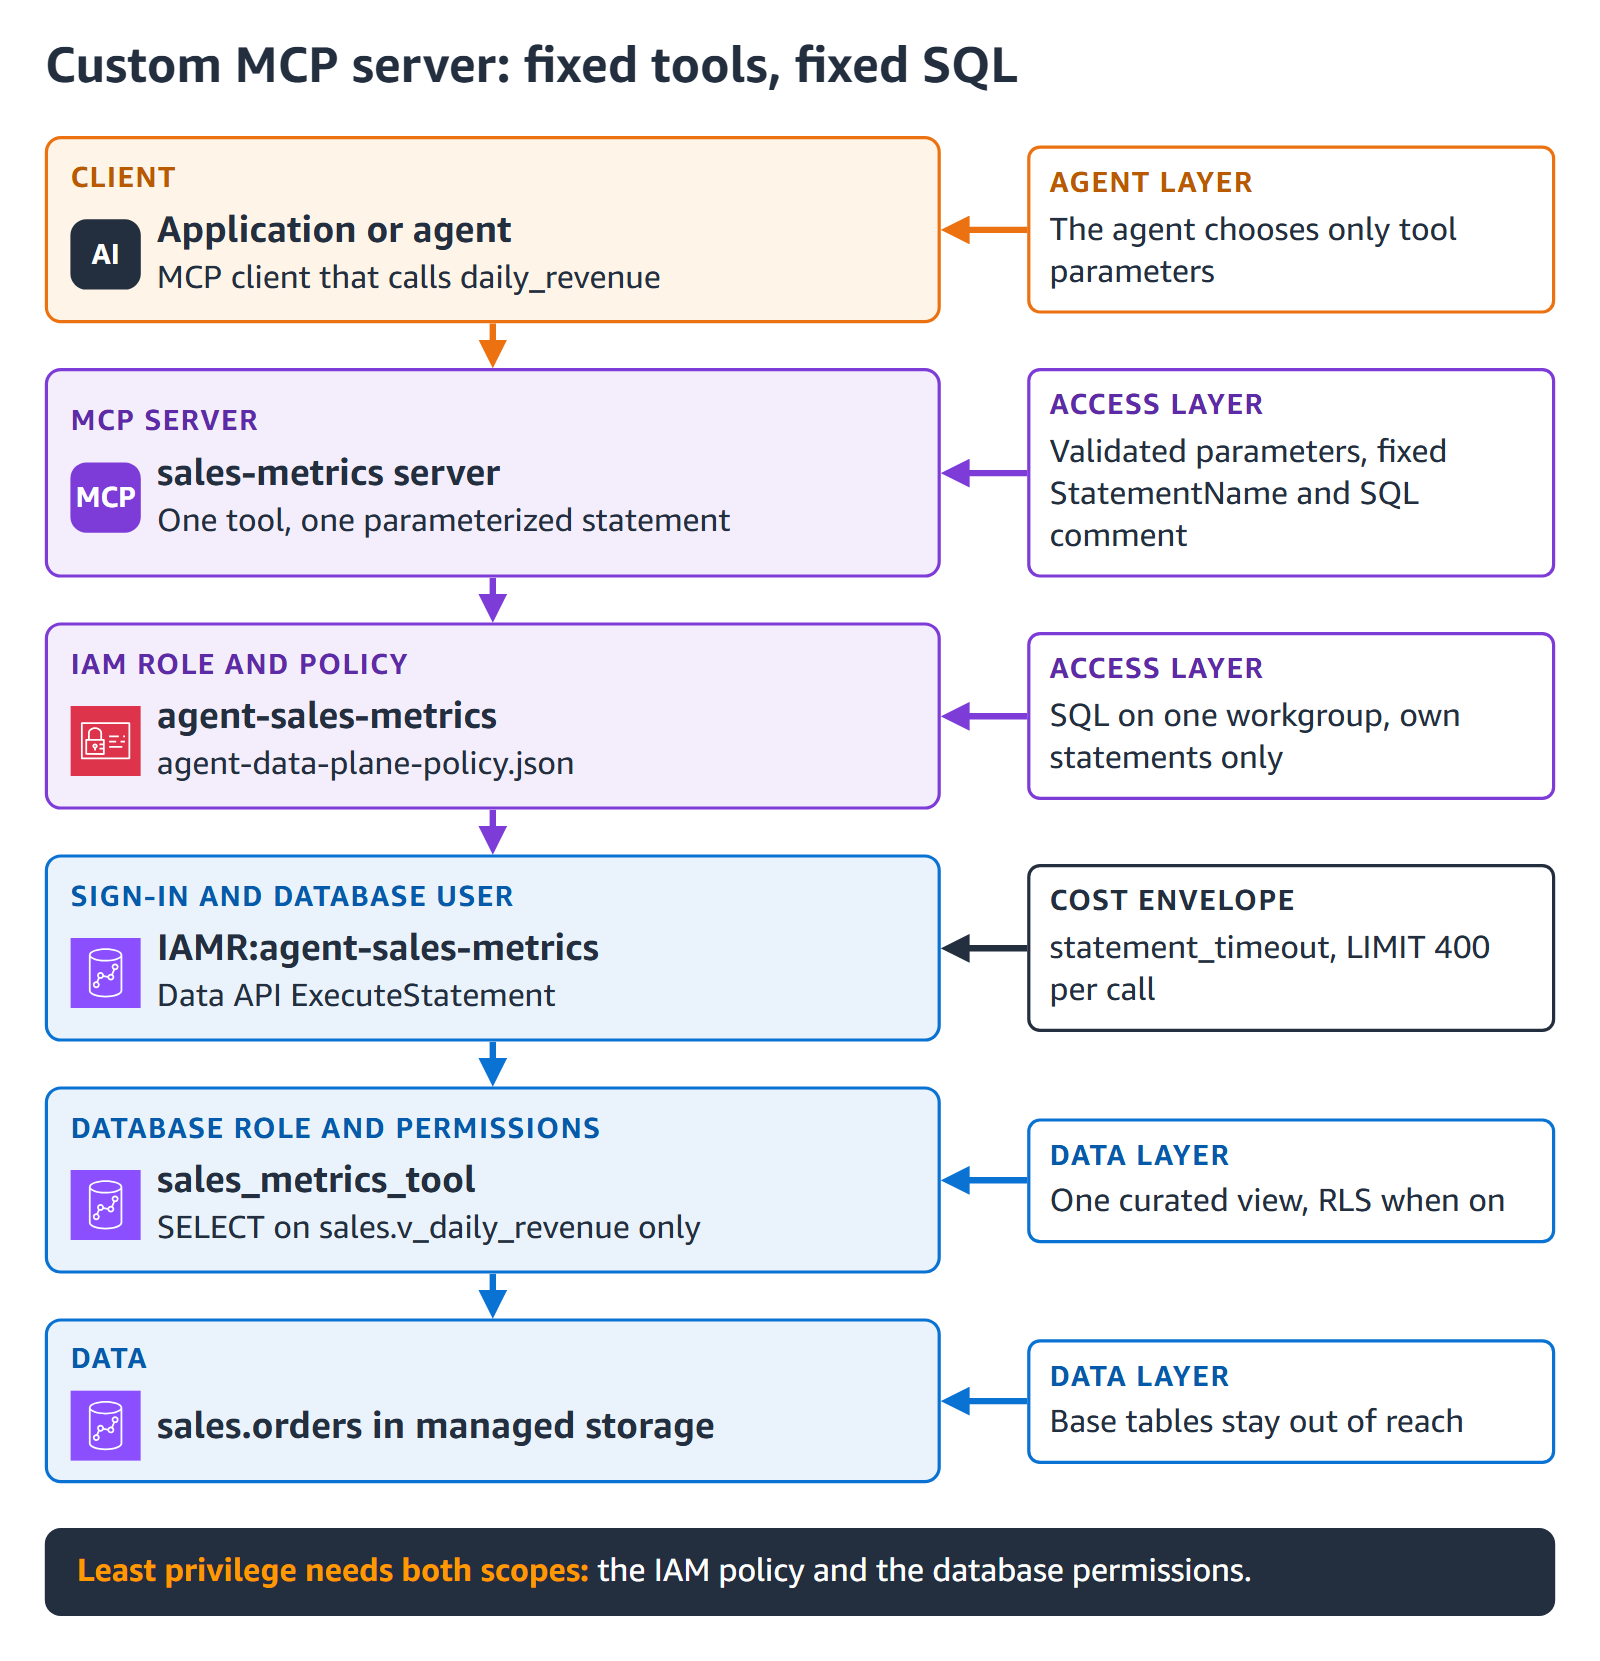 Custom MCP server: fixed tools, fixed SQL
CLIENT
AI
Application or agent
MCP client that calls daily_revenue
AGENT LAYER
The agent chooses only tool
parameters
MCP SERVER
MCP
sales-metrics server
One tool, one parameterized statement
ACCESS LAYER
Validated parameters, fixed
StatementName and SQL
comment
IAM ROLE AND POLICY
agent-sales-metrics
agent-data-plane-policy.json
ACCESS LAYER
SQL on one workgroup, own
statements only
SIGN-IN AND DATABASE USER
IAMR:agent-sales-metrics
Data API ExecuteStatement
COST ENVELOPE
statement_timeout, LIMIT 400
per call
DATABASE ROLE AND PERMISSIONS
sales_metrics_tool
SELECT on sales.v_daily_revenue only
DATA LAYER
One curated view, RLS when on
DATA
sales.orders in managed storage
DATA LAYER
Base tables stay out of reach
Least privilege needs both scopes: the IAM policy and the database permissions.